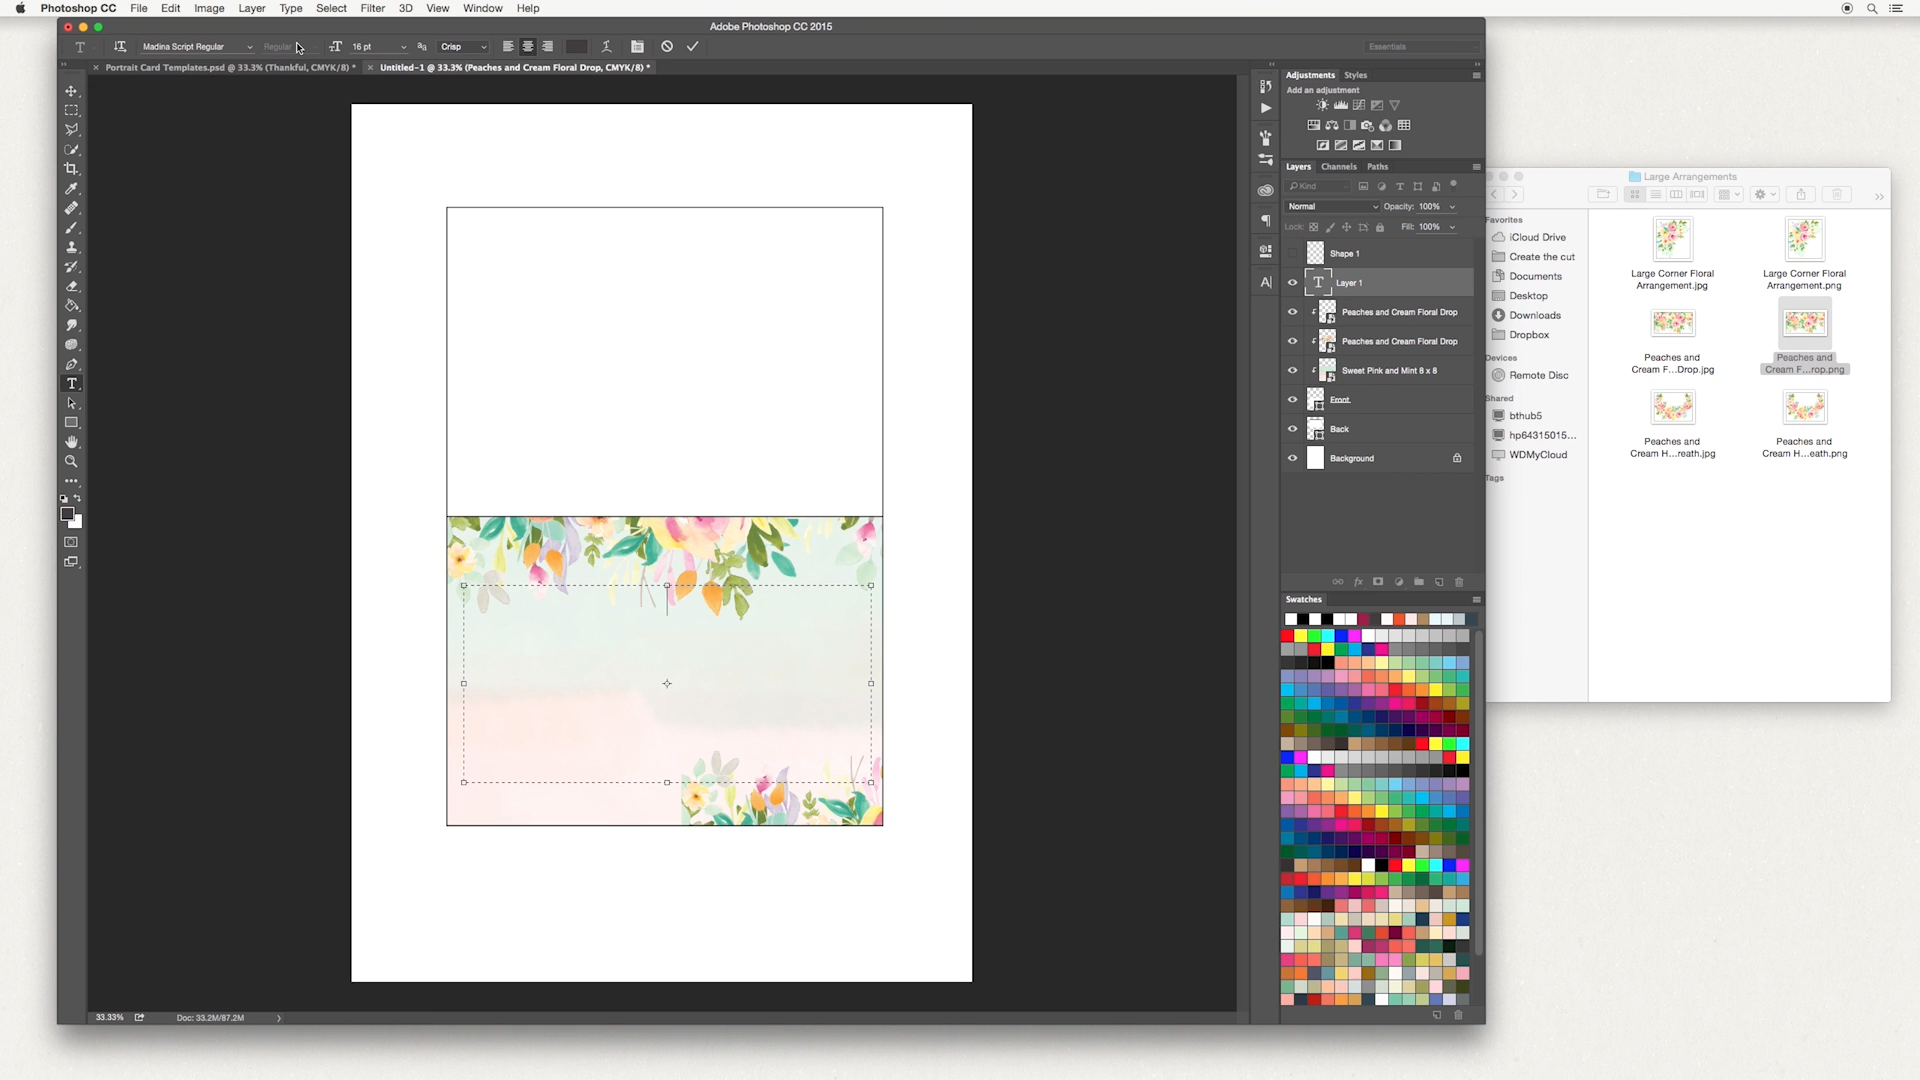 Photoshop CC File Edit Image Layer Type Select Filter 3D View Window Help
Adobe Photoshop CC 2015
Madina Script Regular Regular 16 pt Crisp Essentials
Portrait Card Templates.psd @ 33.3% (Thankful, CMYK/8) *
Untitled-1 @ 33.3% (Peaches and Cream Floral Drop, CMYK/8) *
Adjustments Styles
Add an adjustment
Layers Channels Paths
Kind
Normal Opacity: 100%
Lock: Fill: 100%
Shape 1
Layer 1
Peaches and Cream Floral Drop
Peaches and Cream Floral Drop
Sweet Pink and Mint 8 x 8
Front
Back
Background
Swatches
33.33% Doc: 33.2M/87.2M
Large Arrangements
Favorites
iCloud Drive
Create the cut
Documents
Desktop
Downloads
Dropbox
Devices
Remote Disc
Shared
bthub5
hp64315015...
WDMyCloud
Tags
Large Corner Floral
Arrangement.jpg
Large Corner Floral
Arrangement.png
Peaches and
Cream F...Drop.jpg
Peaches and
Cream F...rop.png
Peaches and
Cream H...reath.jpg
Peaches and
Cream H...eath.png